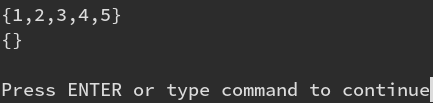 {1,2,3,4,5}
{}
Press ENTER or type command to continue